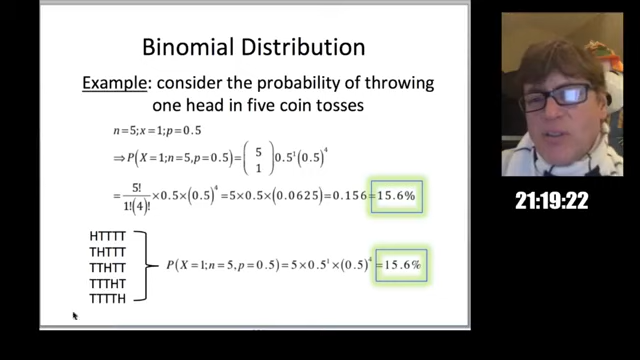 Binomial Distribution
Example: consider the probability of throwing
one head in five coin tosses
n=5;x=1;p=0.5
⇒P(X=1;n=5,p=0.5)=(5 1)0.5¹(0.5)⁴
=5!/1!(4)!×0.5×(0.5)⁴=5×0.5×(0.0625)=0.156=15.6%
HTTTT
THTTT
TTHTT
TTTHT
TTTTH
P(X=1;n=5,p=0.5)=5×0.5¹×(0.5)⁴=15.6%
21:19:22